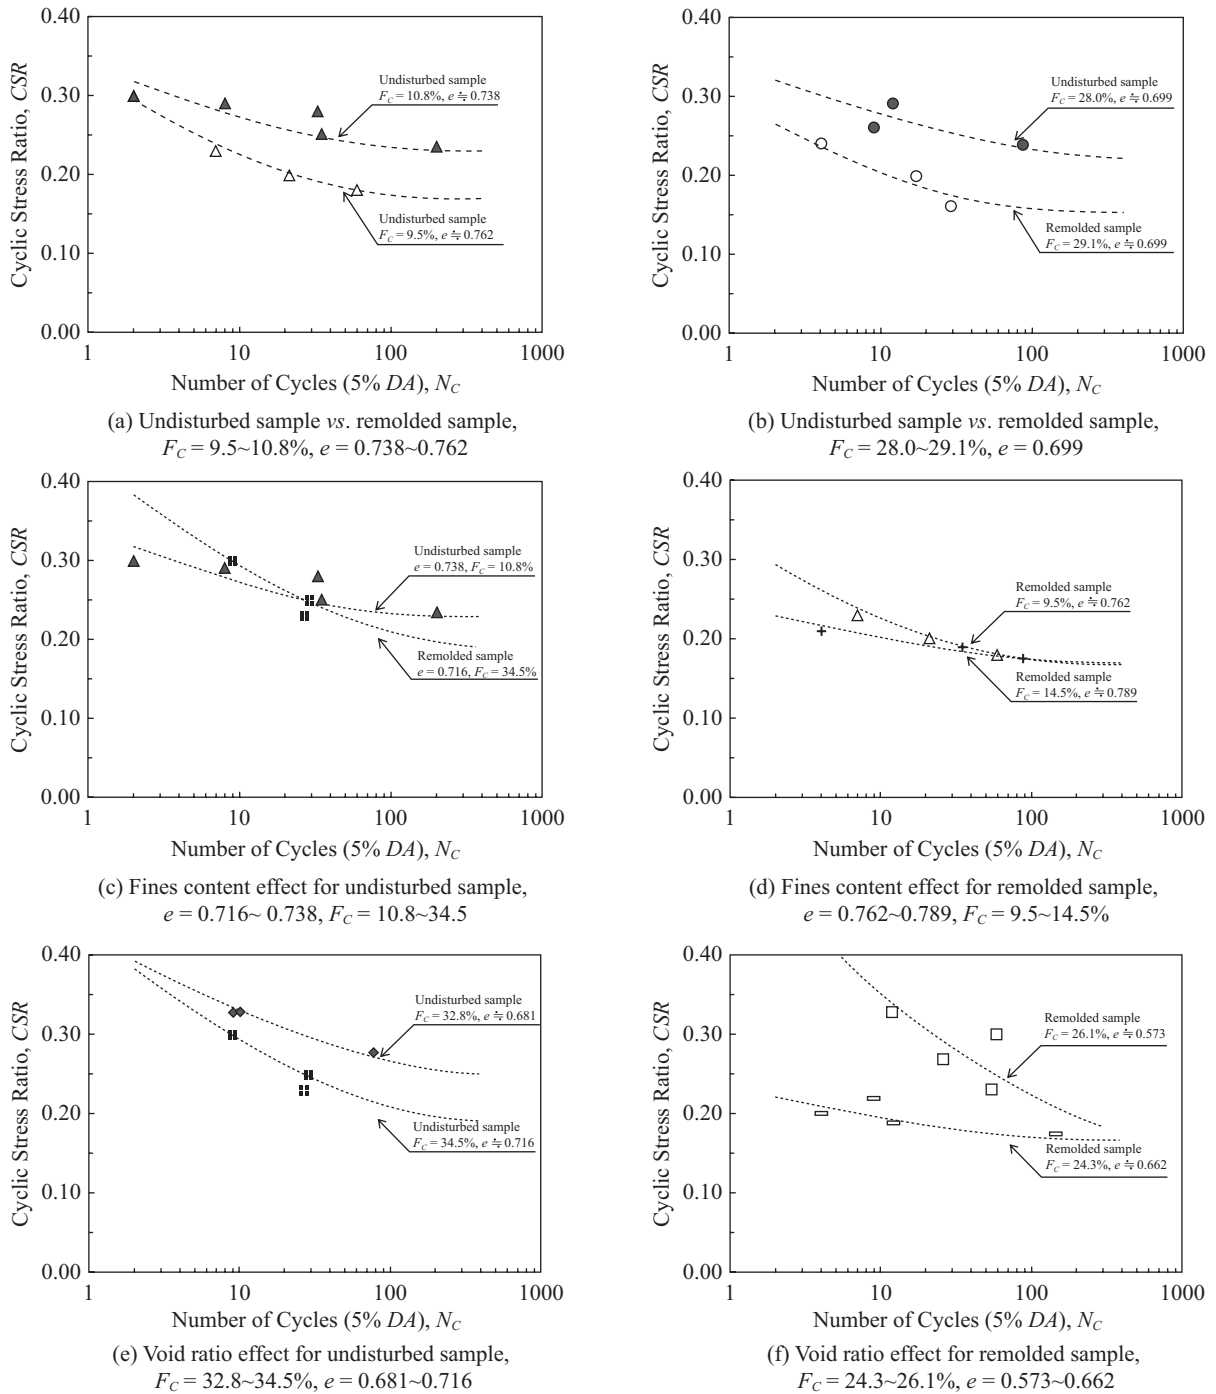 0.40
0.30
0.20
0.10
0.00
Cyclic Stress Ratio, CSR
Undisturbed sample
F_C = 10.8%, e ≒ 0.738
Undisturbed sample
F_C = 9.5%, e ≒ 0.762
1 10 100 1000
Number of Cycles (5% DA), N_C
(a) Undisturbed sample vs. remolded sample,
F_C = 9.5~10.8%, e = 0.738~0.762
0.40
0.30
0.20
0.10
0.00
Cyclic Stress Ratio, CSR
Undisturbed sample
F_C = 28.0%, e ≒ 0.699
Remolded sample
F_C = 29.1%, e ≒ 0.699
1 10 100 1000
Number of Cycles (5% DA), N_C
(b) Undisturbed sample vs. remolded sample,
F_C = 28.0~29.1%, e = 0.699
0.40
0.30
0.20
0.10
0.00
Cyclic Stress Ratio, CSR
Undisturbed sample
e = 0.738, F_C = 10.8%
Remolded sample
e = 0.716, F_C = 34.5%
1 10 100 1000
Number of Cycles (5% DA), N_C
(c) Fines content effect for undisturbed sample,
e = 0.716~ 0.738, F_C = 10.8~34.5
0.40
0.30
0.20
0.10
0.00
Cyclic Stress Ratio, CSR
Remolded sample
F_C = 9.5%, e ≒ 0.762
Remolded sample
F_C = 14.5%, e ≒ 0.789
1 10 100 1000
Number of Cycles (5% DA), N_C
(d) Fines content effect for remolded sample,
e = 0.762~0.789, F_C = 9.5~14.5%
0.40
0.30
0.20
0.10
0.00
Cyclic Stress Ratio, CSR
Undisturbed sample
F_C = 32.8%, e ≒ 0.681
Undisturbed sample
F_C = 34.5%, e ≒ 0.716
1 10 100 1000
Number of Cycles (5% DA), N_C
(e) Void ratio effect for undisturbed sample,
F_C = 32.8~34.5%, e = 0.681~0.716
0.40
0.30
0.20
0.10
0.00
Cyclic Stress Ratio, CSR
Remolded sample
F_C = 26.1%, e ≒ 0.573
Remolded sample
F_C = 24.3%, e ≒ 0.662
1 10 100 1000
Number of Cycles (5% DA), N_C
(f) Void ratio effect for remolded sample,
F_C = 24.3~26.1%, e = 0.573~0.662